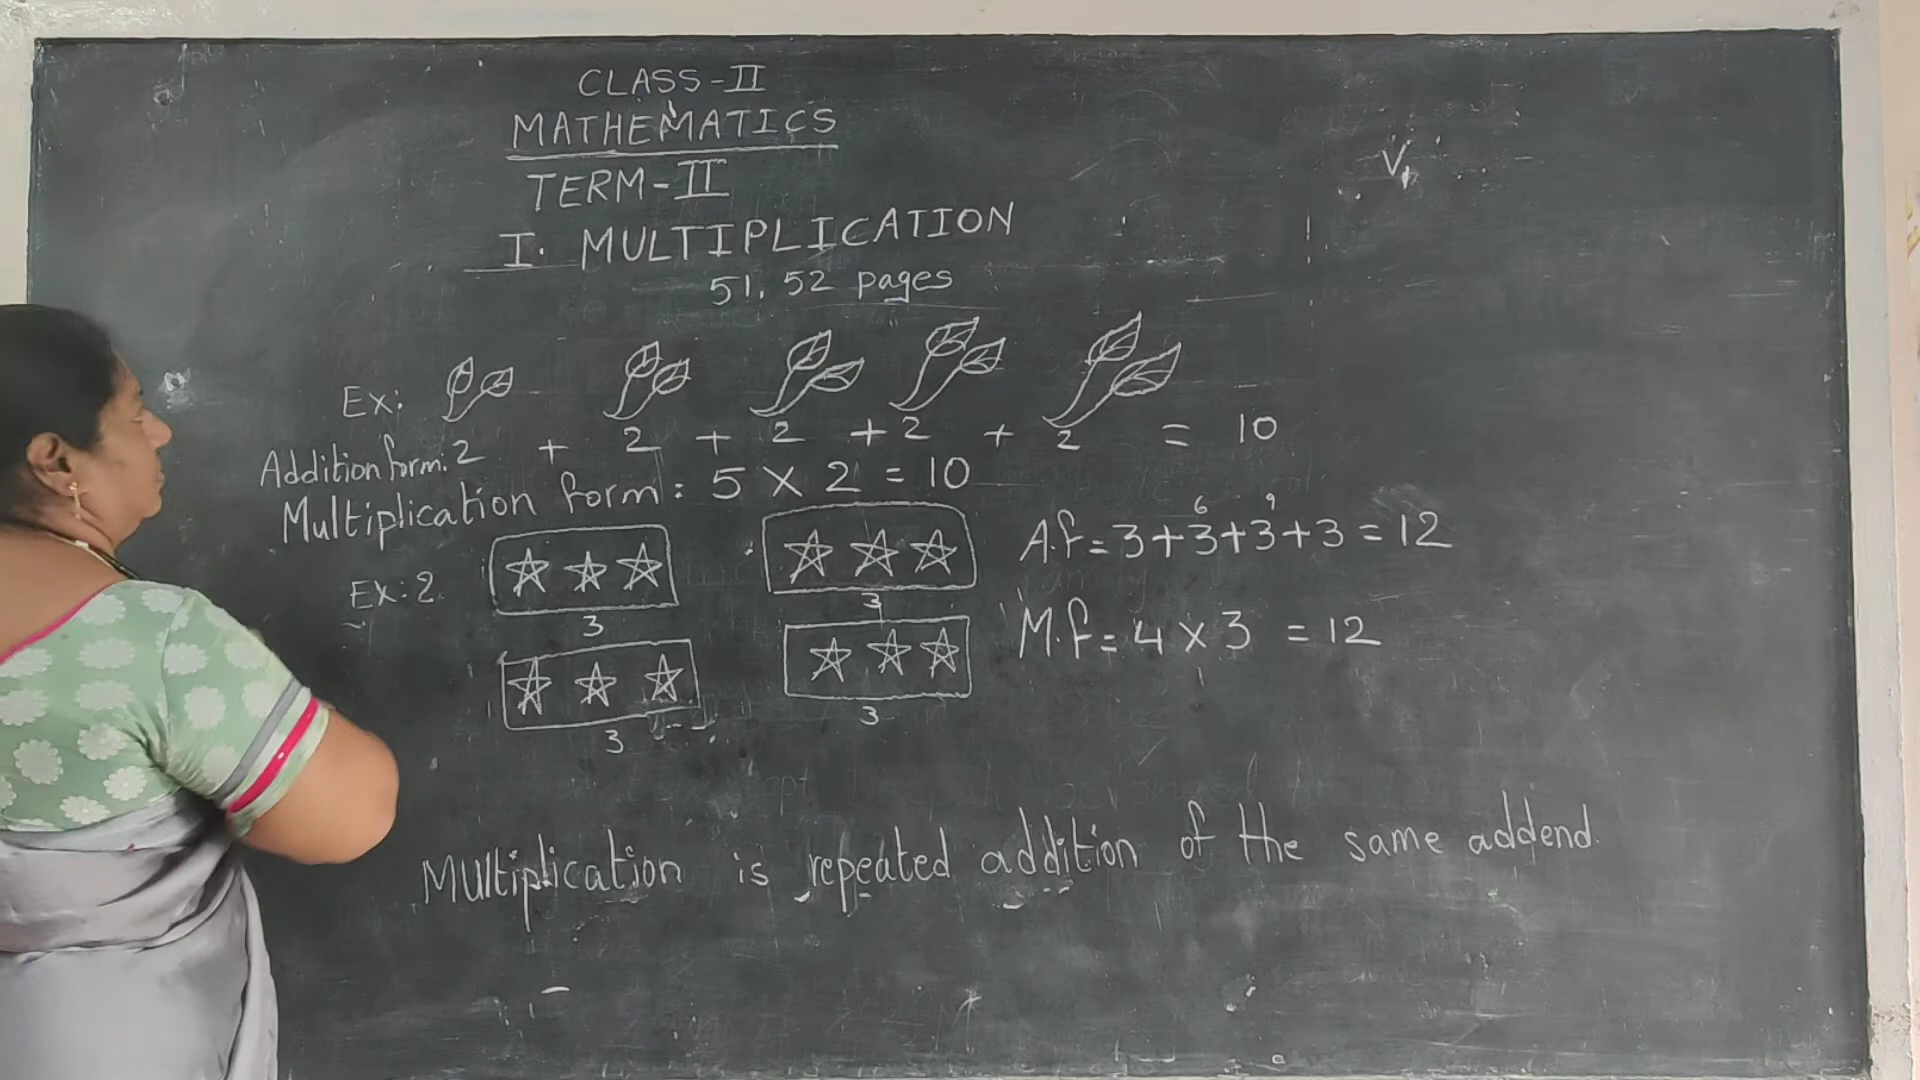 CLASS-II
MATHEMATICS
TERM-II
I. MULTIPLICATION
51, 52 pages
Ex:
Addition form: 2 + 2 + 2 + 2 + 2 = 10
Multiplication form: 5 X 2 = 10
Ex: 2
3
3
3
3
6 9
A.f = 3+3+3+3 = 12
M.f = 4 x 3 = 12
Multiplication is repeated addition of the same addend.